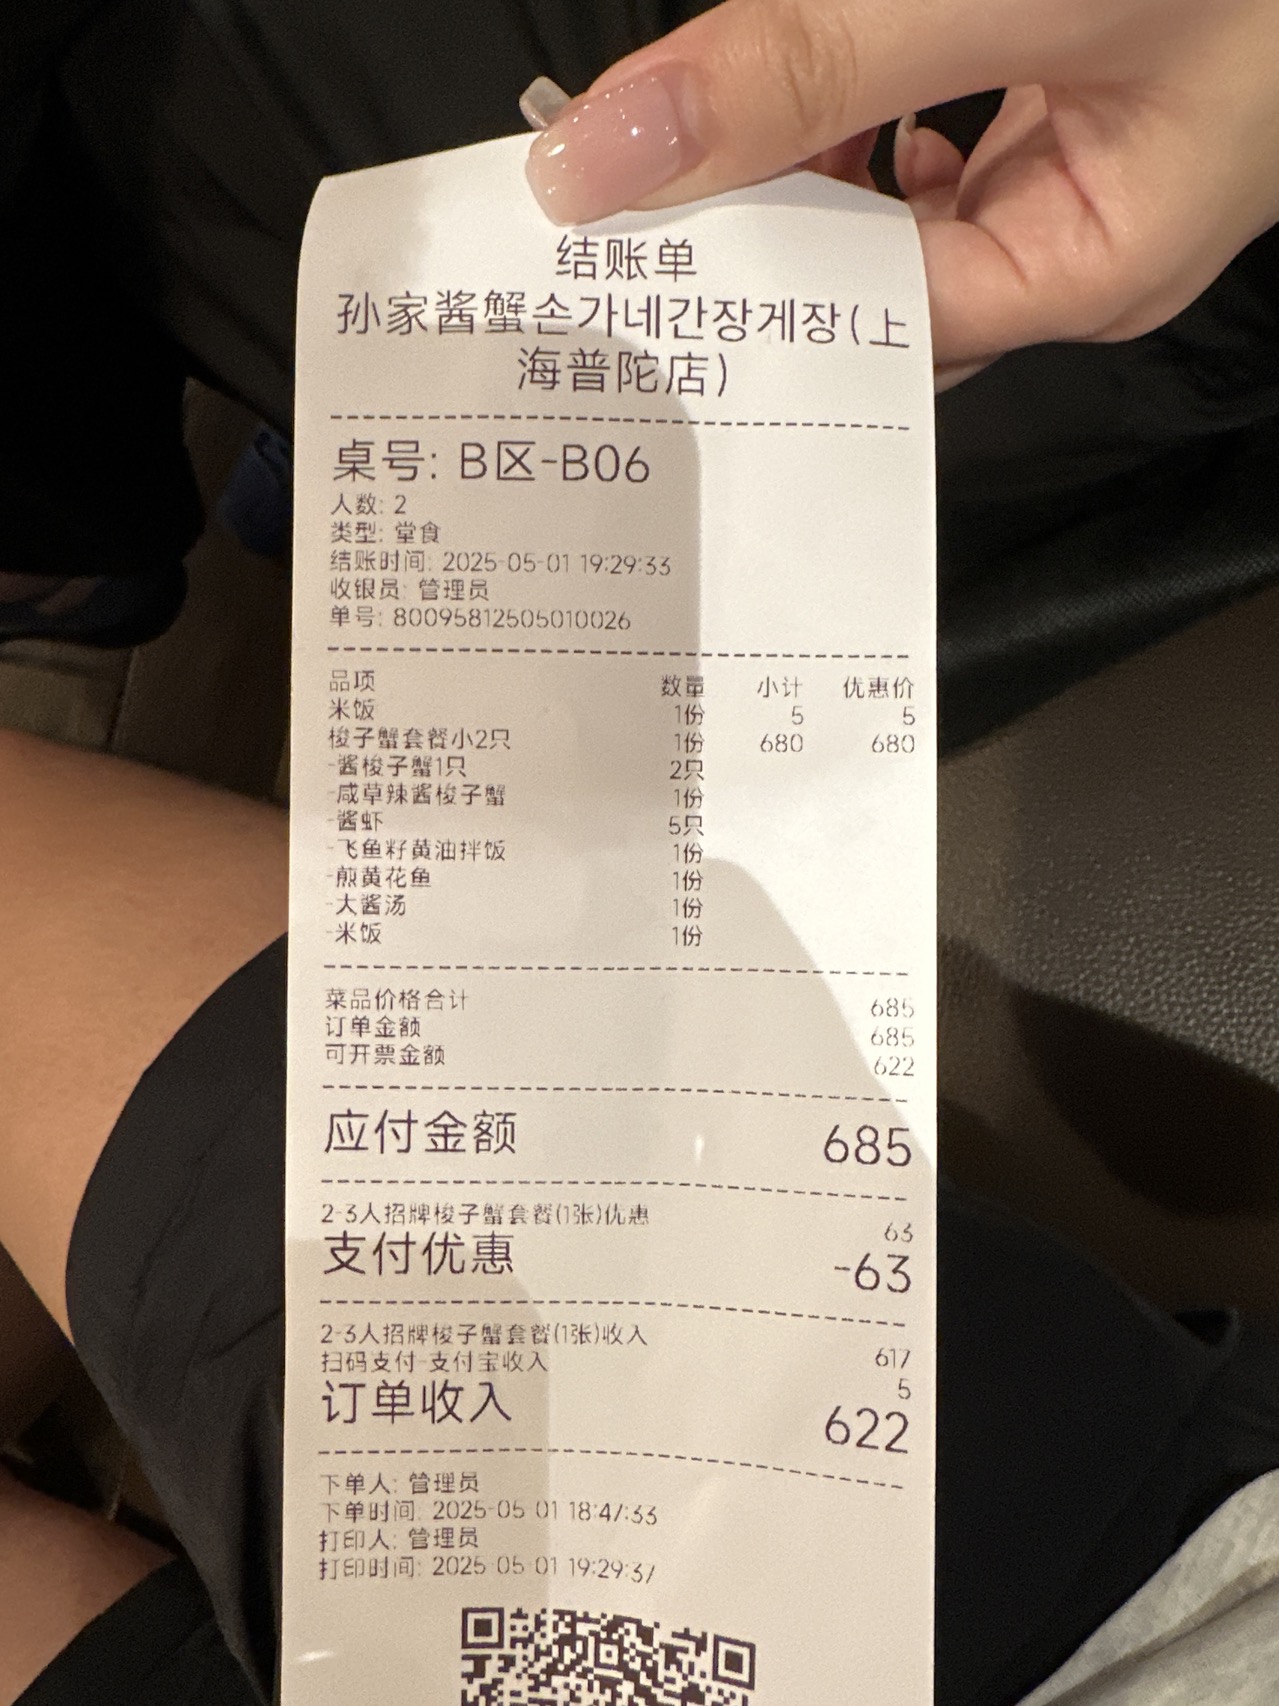 结账单
孙家酱蟹손가네간장게장(上
海普陀店)
桌号: B区-B06
人数: 2
类型: 堂食
结账时间: 2025-05-01 19:29:33
收银员: 管理员
单号: 80095812505010026
品项 数量 小计 优惠价
米饭 1份 5 5
梭子蟹套餐小2只 1份 680 680
-酱梭子蟹1只 2只
-咸草辣酱梭子蟹 1份
-酱虾 5只
-飞鱼籽黄油拌饭 1份
-煎黄花鱼 1份
-大酱汤 1份
-米饭 1份
菜品价格合计 685
订单金额 685
可开票金额 622
应付金额 685
2-3人招牌梭子蟹套餐(1张)优惠 63
支付优惠 -63
2-3人招牌梭子蟹套餐(1张)收入 617
扫码支付-支付宝收入 5
订单收入 622
下单人: 管理员
下单时间: 2025-05-01 18:47:33
打印人: 管理员
打印时间: 2025-05-01 19:29:37